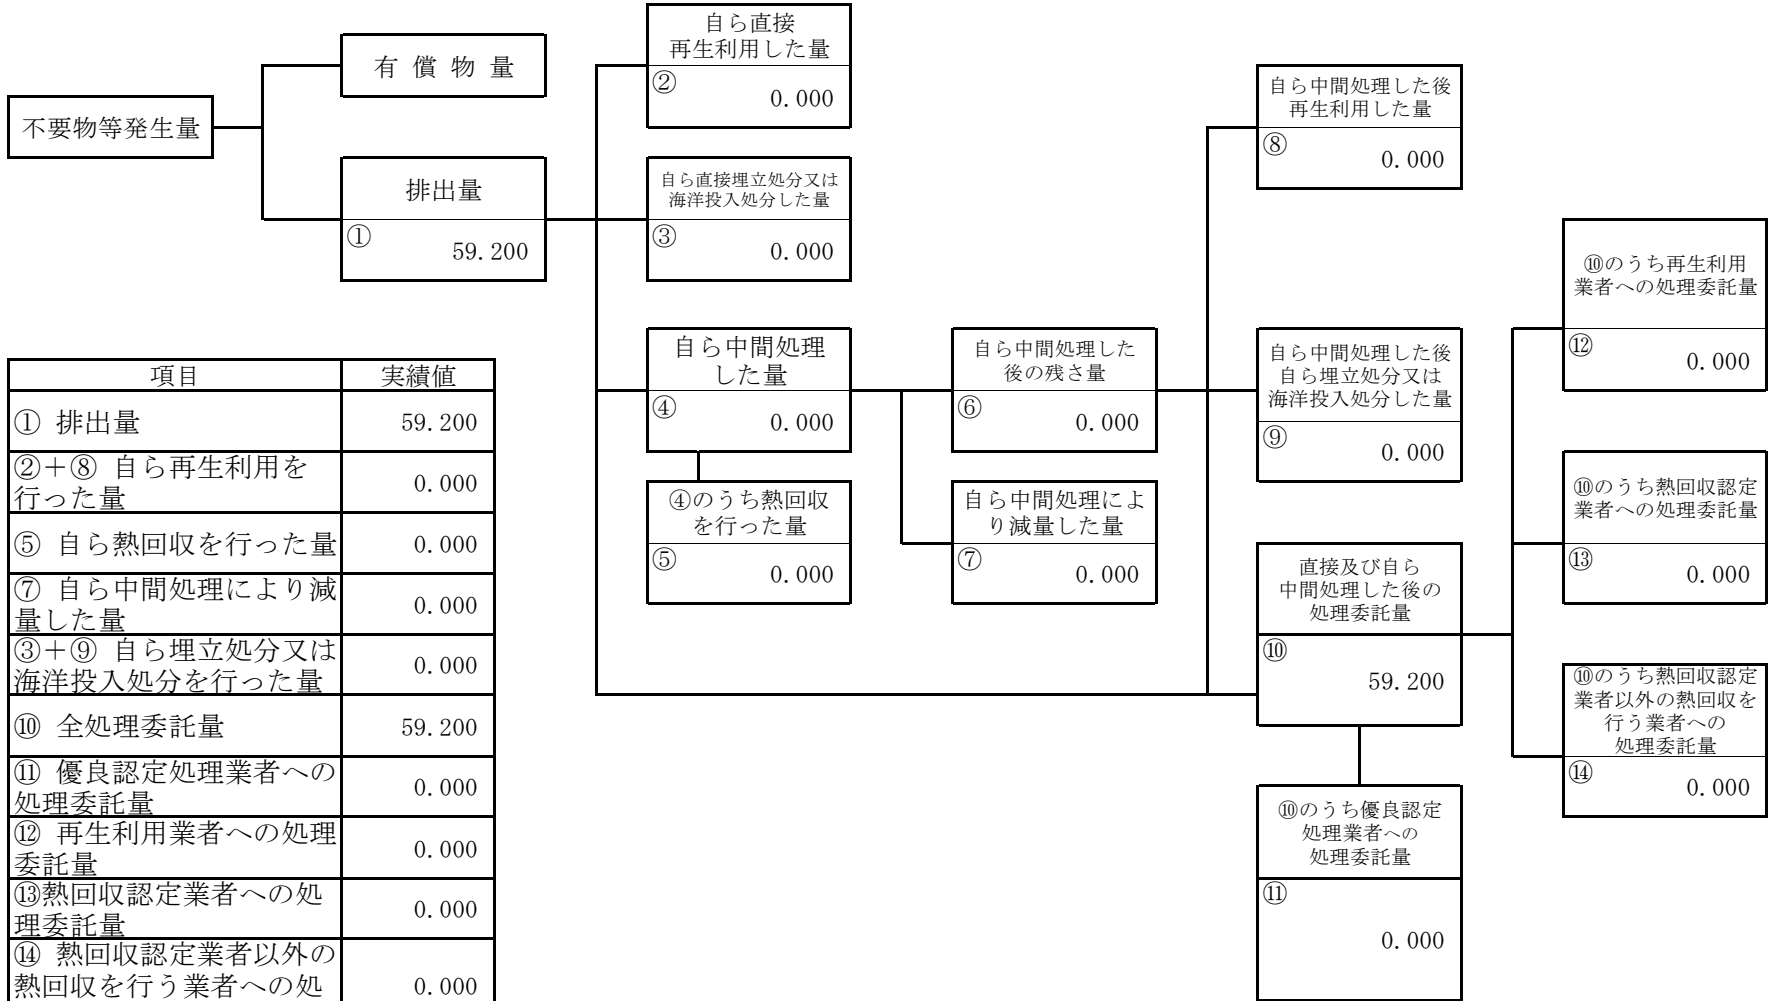 不要物等発生量
有 償 物 量
排出量
①
59.200
自ら直接
再生利用した量
②
0.000
自ら直接埋立処分又は
海洋投入処分した量
③
0.000
自ら中間処理
した量
④
0.000
④のうち熱回収
を行った量
⑤
0.000
自ら中間処理した
後の残さ量
⑥
0.000
自ら中間処理によ
り減量した量
⑦
0.000
自ら中間処理した後
再生利用した量
⑧
0.000
自ら中間処理した後
自ら埋立処分又は
海洋投入処分した量
⑨
0.000
直接及び自ら
中間処理した後の
処理委託量
⑩
59.200
⑩のうち優良認定
処理業者への
処理委託量
⑪
0.000
⑩のうち再生利用
業者への処理委託量
⑫
0.000
⑩のうち熱回収認定
業者への処理委託量
⑬
0.000
⑩のうち熱回収認定
業者以外の熱回収を
行う業者への
処理委託量
⑭
0.000
項目 実績値
① 排出量 59.200
②+⑧ 自ら再生利用を
行った量 0.000
⑤ 自ら熱回収を行った量 0.000
⑦ 自ら中間処理により減
量した量 0.000
③+⑨ 自ら埋立処分又は
海洋投入処分を行った量 0.000
⑩ 全処理委託量 59.200
⑪ 優良認定処理業者への
処理委託量 0.000
⑫ 再生利用業者への処理
委託量 0.000
⑬熱回収認定業者への処
理委託量 0.000
⑭ 熱回収認定業者以外の
熱回収を行う業者への処 0.000